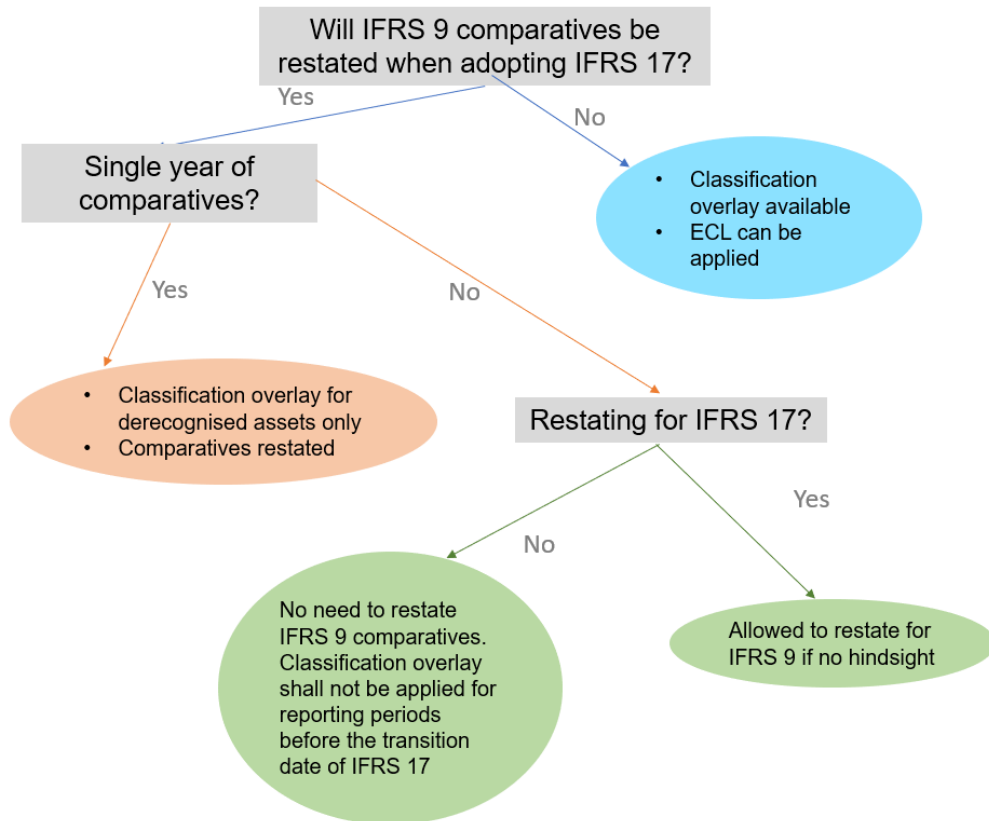 Will IFRS 9 comparatives be
restated when adopting IFRS 17?
Yes
No
Single year of
comparatives?
• Classification
overlay available
• ECL can be
applied
Yes
No
• Classification overlay for
derecognised assets only
• Comparatives restated
Restating for IFRS 17?
No
Yes
No need to restate
IFRS 9 comparatives.
Classification overlay
shall not be applied for
reporting periods
before the transition
date of IFRS 17
Allowed to restate for
IFRS 9 if no hindsight